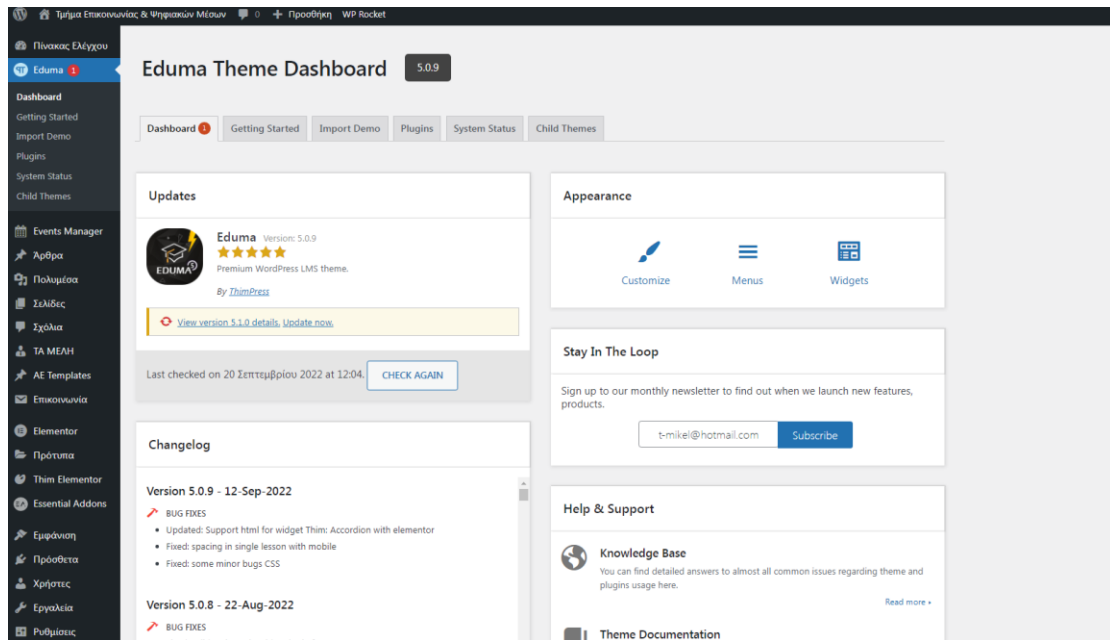 Τμήμα Επικοινωνίας & Ψηφιακών Μέσων 0 + Προσθήκη WP Rocket
Πίνακας Ελέγχου
Eduma 1
Dashboard
Getting Started
Import Demo
Plugins
System Status
Child Themes
Events Manager
Άρθρα
Πολυμέσα
Σελίδες
Σχόλια
ΤΑ ΜΕΛΗ
AE Templates
Επικοινωνία
Elementor
Πρότυπα
Thim Elementor
Essential Addons
Εμφάνιση
Πρόσθετα
Χρήστες
Εργαλεία
Ρυθμίσεις
Eduma Theme Dashboard 5.0.9
Dashboard 1 Getting Started Import Demo Plugins System Status Child Themes
Updates
EDUMA
Eduma Version: 5.0.9
Premium WordPress LMS theme.
By ThimPress
View version 5.1.0 details. Update now.
Last checked on 20 Σεπτεμβρίου 2022 at 12:04. CHECK AGAIN
Changelog
Version 5.0.9 - 12-Sep-2022
BUG FIXES
Updated: Support html for widget Thim: Accordion with elementor
Fixed: spacing in single lesson with mobile
Fixed: some minor bugs CSS
Version 5.0.8 - 22-Aug-2022
BUG FIXES
Appearance
Customize Menus Widgets
Stay In The Loop
Sign up to our monthly newsletter to find out when we launch new features,
products.
t-mikel@hotmail.com Subscribe
Help & Support
Knowledge Base
You can find detailed answers to almost all common issues regarding theme and
plugins usage here.
Read more
Theme Documentation